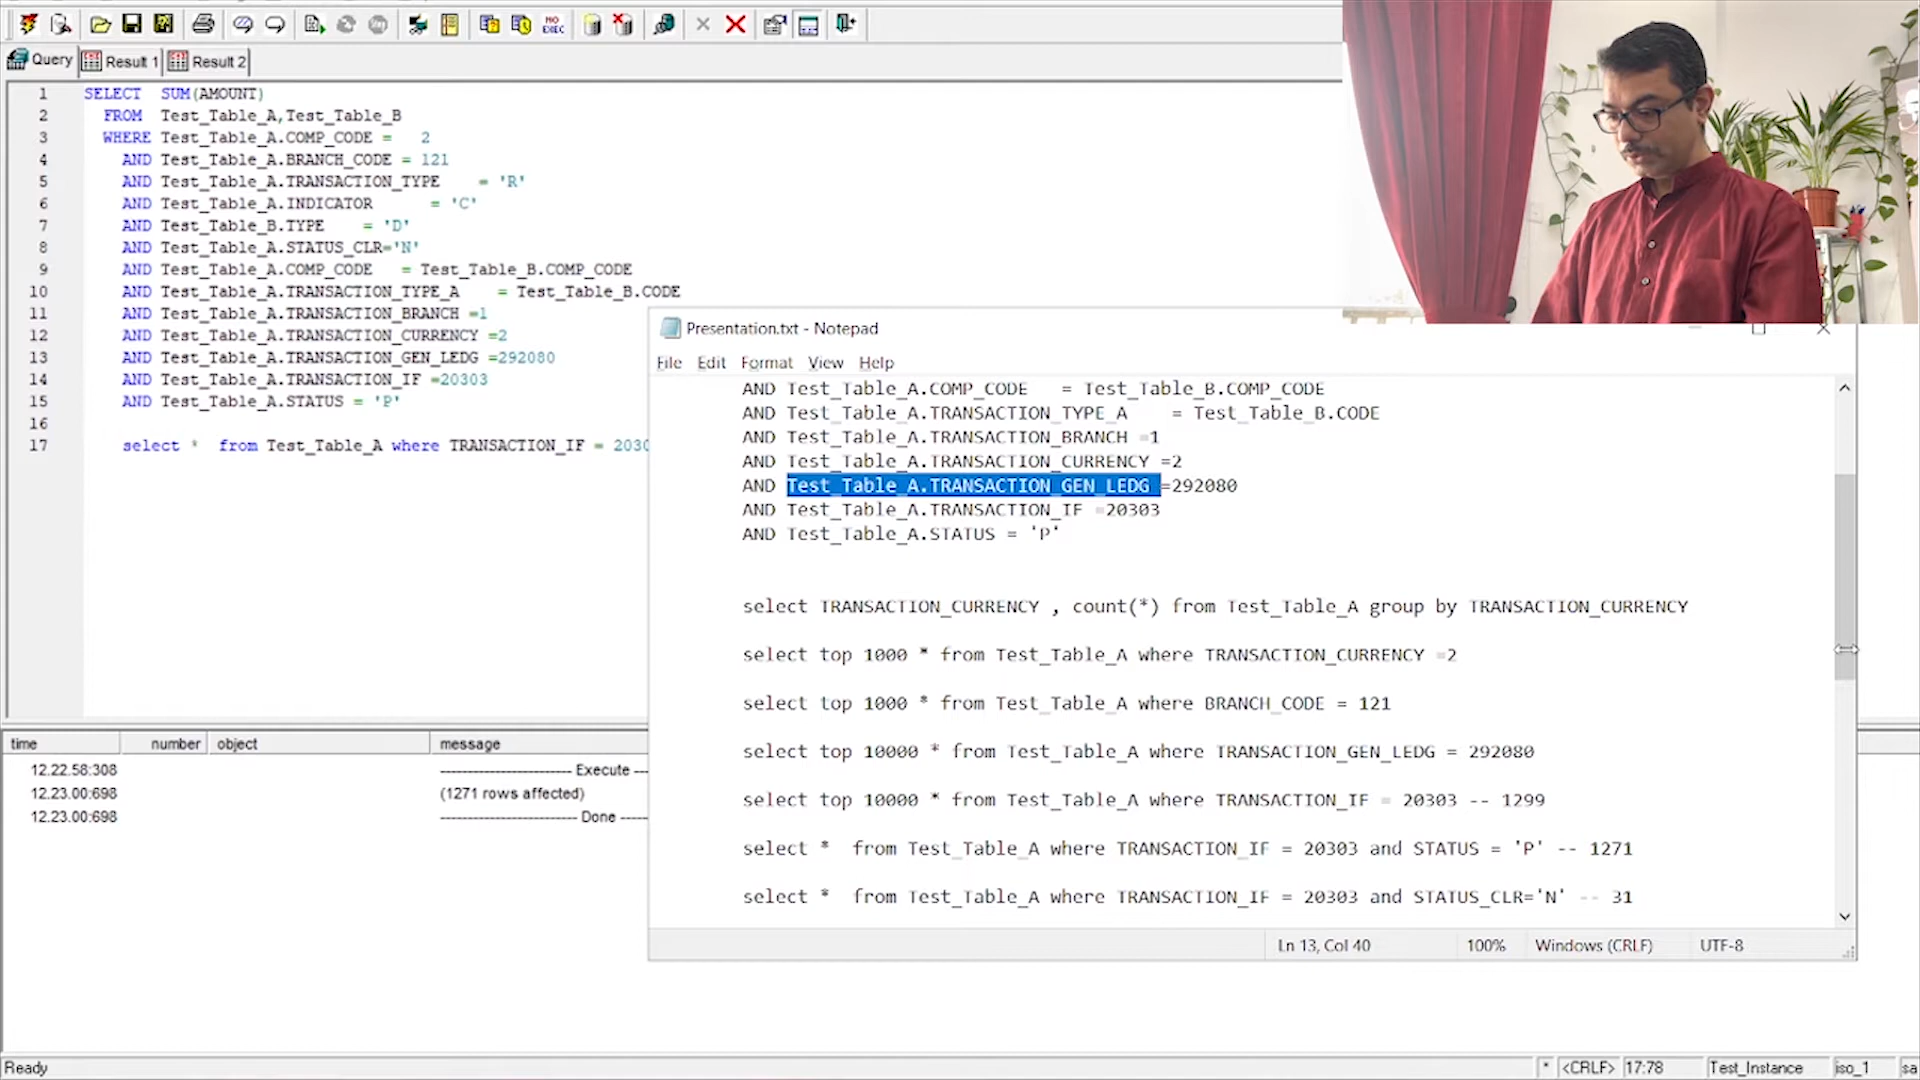 NO
EXEC
Query
Result 1
Result 2
1 SELECT SUM(AMOUNT)
2 FROM Test_Table_A,Test_Table_B
3 WHERE Test_Table_A.COMP_CODE = 2
4 AND Test_Table_A.BRANCH_CODE = 121
5 AND Test_Table_A.TRANSACTION_TYPE = 'R'
6 AND Test_Table_A.INDICATOR = 'C'
7 AND Test_Table_B.TYPE = 'D'
8 AND Test_Table_A.STATUS_CLR='N'
9 AND Test_Table_A.COMP_CODE = Test_Table_B.COMP_CODE
10 AND Test_Table_A.TRANSACTION_TYPE_A = Test_Table_B.CODE
11 AND Test_Table_A.TRANSACTION_BRANCH =1
12 AND Test_Table_A.TRANSACTION_CURRENCY =2
13 AND Test_Table_A.TRANSACTION_GEN_LEDG =292080
14 AND Test_Table_A.TRANSACTION_IF =20303
15 AND Test_Table_A.STATUS = 'P'
16
17 select * from Test_Table_A where TRANSACTION_IF =
Presentation.txt - Notepad
File Edit Format View Help
AND Test_Table_A.COMP_CODE = Test_Table_B.COMP_CODE
AND Test_Table_A.TRANSACTION_TYPE_A = Test_Table_B.CODE
AND Test_Table_A.TRANSACTION_BRANCH =1
AND Test_Table_A.TRANSACTION_CURRENCY =2
AND Test_Table_A.TRANSACTION_GEN_LEDG =292080
AND Test_Table_A.TRANSACTION_IF =20303
AND Test_Table_A.STATUS = 'P'
select TRANSACTION_CURRENCY , count(*) from Test_Table_A group by TRANSACTION_CURRENCY
select top 1000 * from Test_Table_A where TRANSACTION_CURRENCY =2
select top 1000 * from Test_Table_A where BRANCH_CODE = 121
select top 10000 * from Test_Table_A where TRANSACTION_GEN_LEDG = 292080
select top 10000 * from Test_Table_A where TRANSACTION_IF = 20303 -- 1299
select * from Test_Table_A where TRANSACTION_IF = 20303 and STATUS = 'P' -- 1271
select * from Test_Table_A where TRANSACTION_IF = 20303 and STATUS_CLR='N' -- 31
Ln 13, Col 40 100% Windows (CRLF) UTF-8
time number object message
12.22.58:308 ------------------------ Execute ---
12.23.00:698 (1271 rows affected)
12.23.00:698 ------------------------- Done ----
Ready * <CRLF> 17:78 Test_Instance iso_1 sa